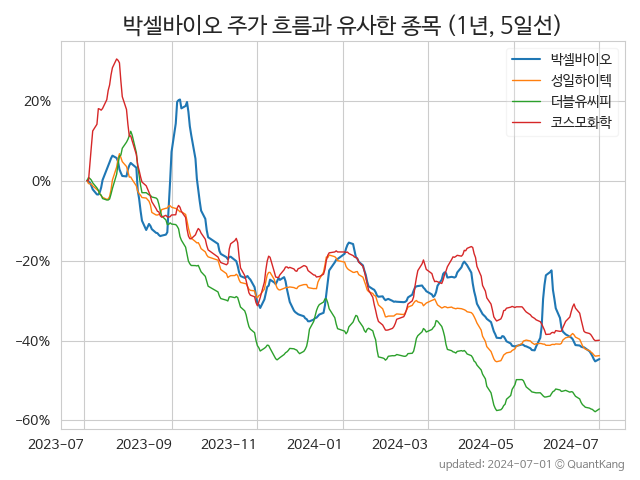 박셀바이오 주가 흐름과 유사한 종목 (1년, 5일선)
박셀바이오
성일하이텍
더블유씨피
코스모화학
20%
0%
−20%
−40%
−60%
2023-07 2023-09 2023-11 2024-01 2024-03 2024-05 2024-07
updated: 2024-07-01 © QuantKang